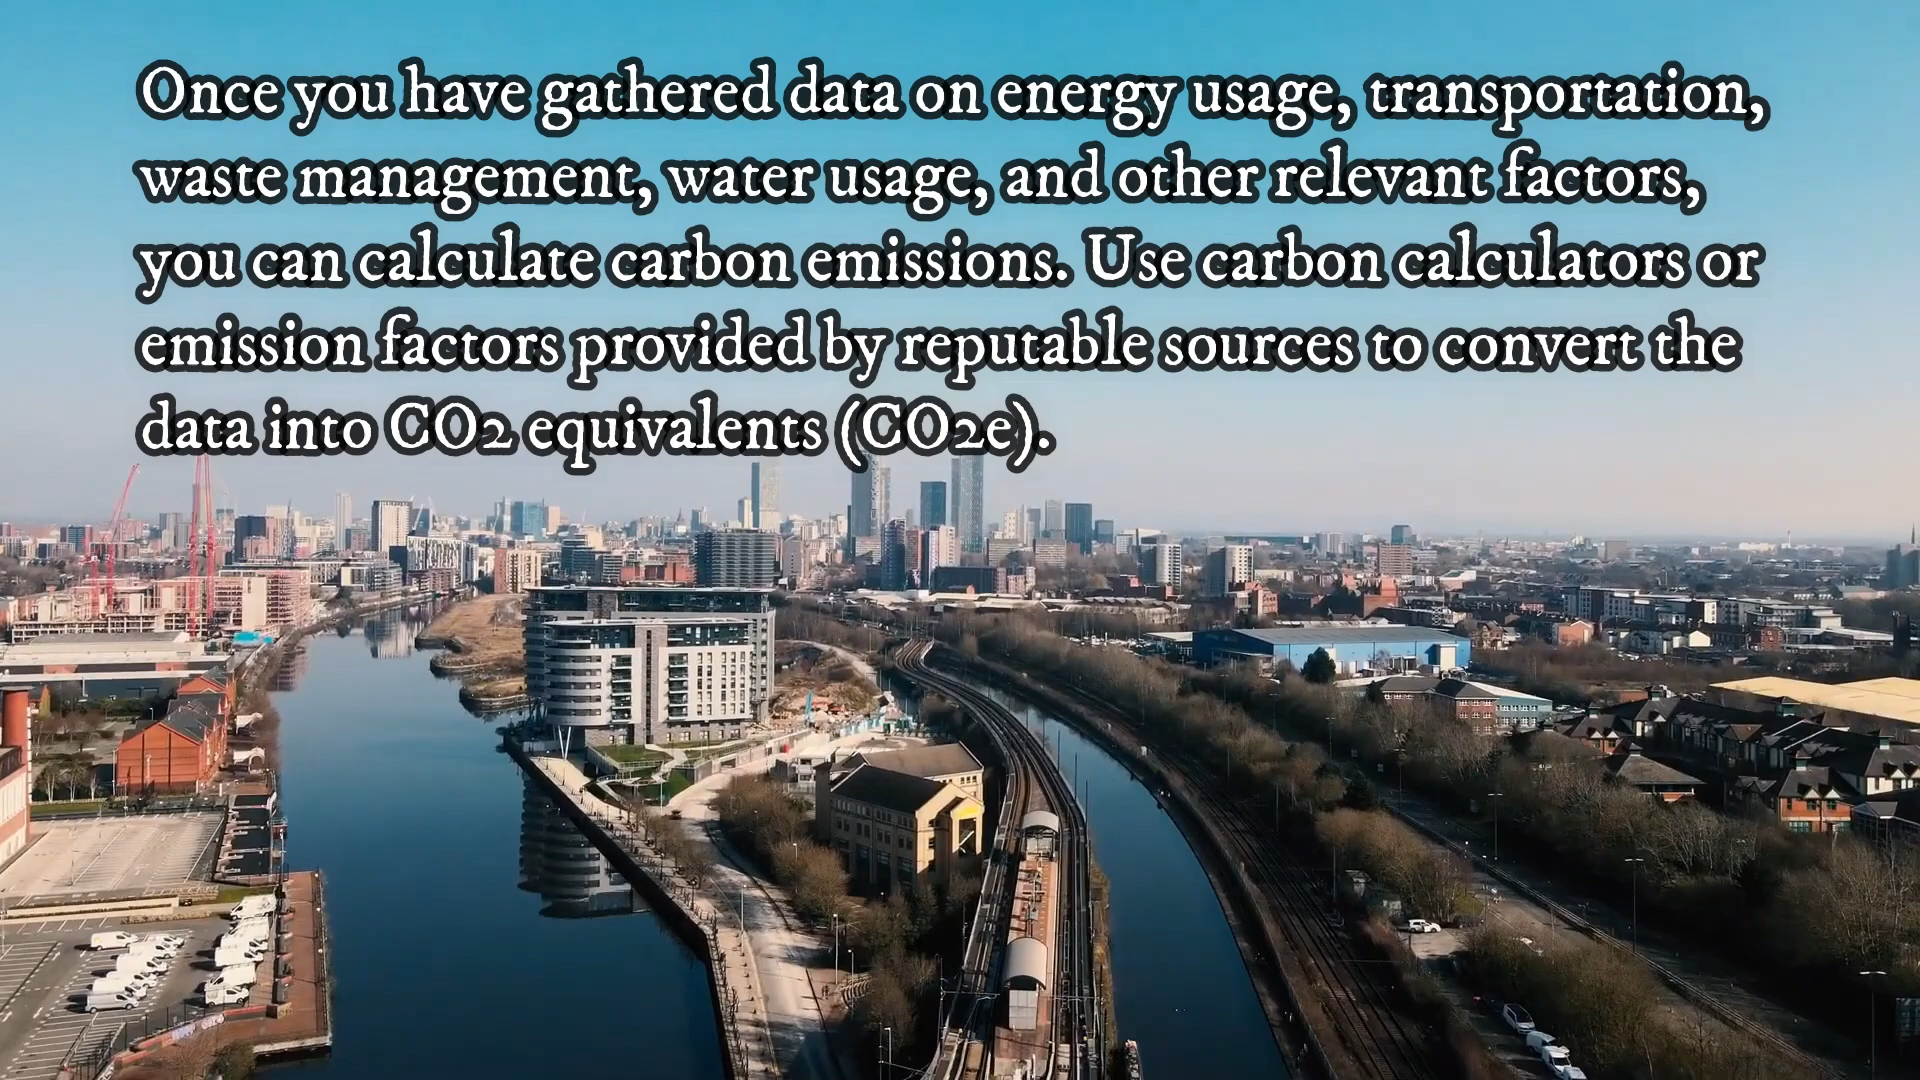 Once you have gathered data on energy usage, transportation,
waste management, water usage, and other relevant factors,
you can calculate carbon emissions. Use carbon calculators or
emission factors provided by reputable sources to convert the
data into CO2 equivalents (CO2e).